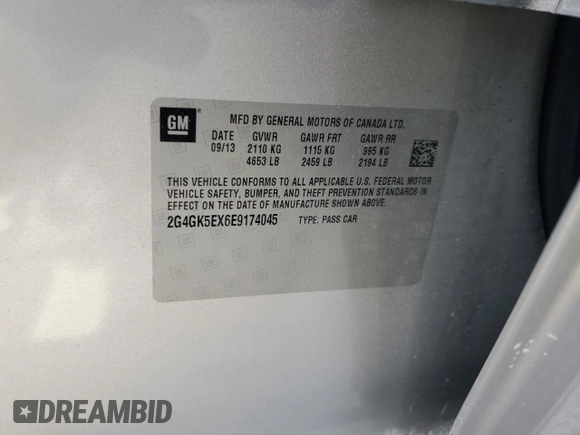 GM
MFD BY GENERAL MOTORS OF CANADA LTD.
DATE GVWR GAWR FRT GAWR RR
09/13 2110 KG 1115 KG 995 KG
4653 LB 2459 LB 2194 LB
THIS VEHICLE CONFORMS TO ALL APPLICABLE U.S. FEDERAL MOTOR
VEHICLE SAFETY, BUMPER, AND THEFT PREVENTION STANDARDS IN
EFFECT ON THE DATE OF MANUFACTURE SHOWN ABOVE.
2G4GK5EX6E9174045 TYPE: PASS CAR
DREAMBID